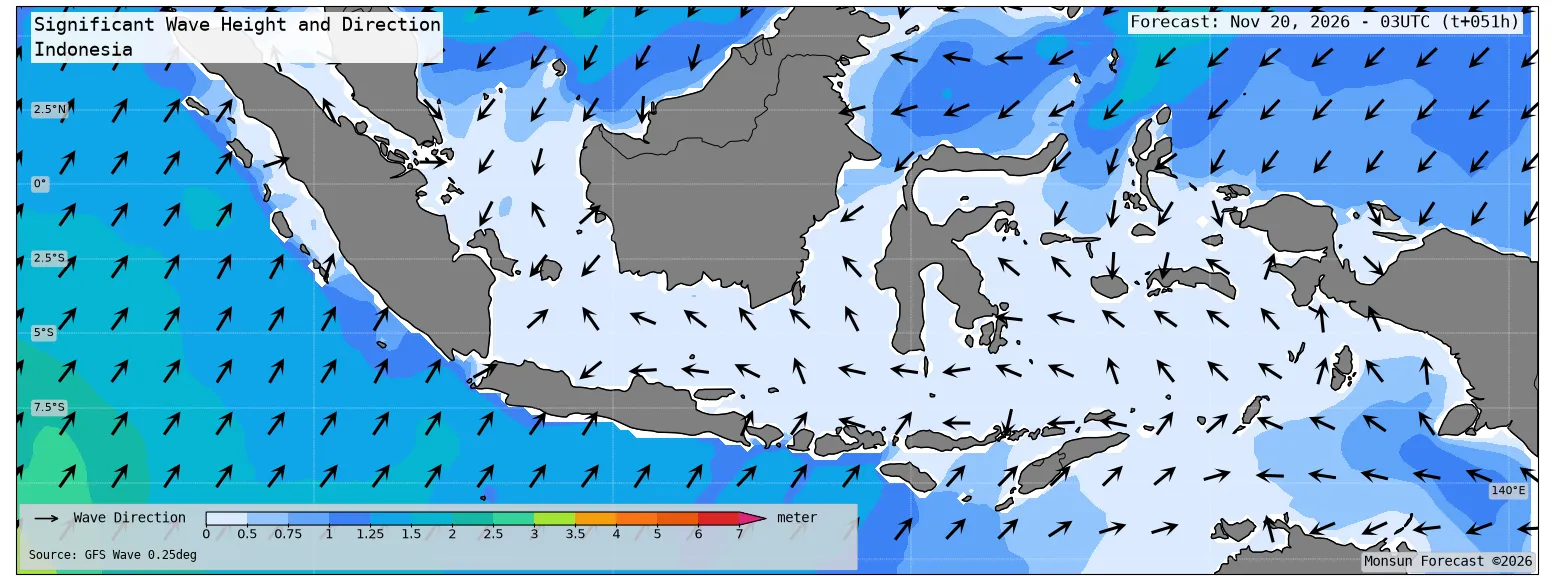 Significant Wave Height and Direction
Indonesia
Forecast: Nov 20, 2026 - 03UTC (t+051h)
2.5°N
0°
2.5°S
5°S
7.5°S
140°E
Wave Direction
0 0.5 0.75 1 1.25 1.5 2 2.5 3 3.5 4 5 6 7
meter
Source: GFS Wave 0.25deg
Monsun Forecast ©2026